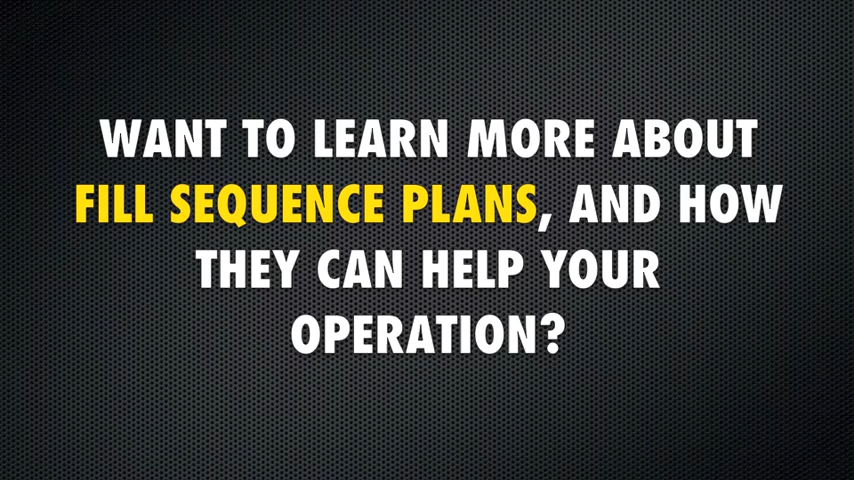 WANT TO LEARN MORE ABOUT
FILL SEQUENCE PLANS, AND HOW
THEY CAN HELP YOUR
OPERATION?